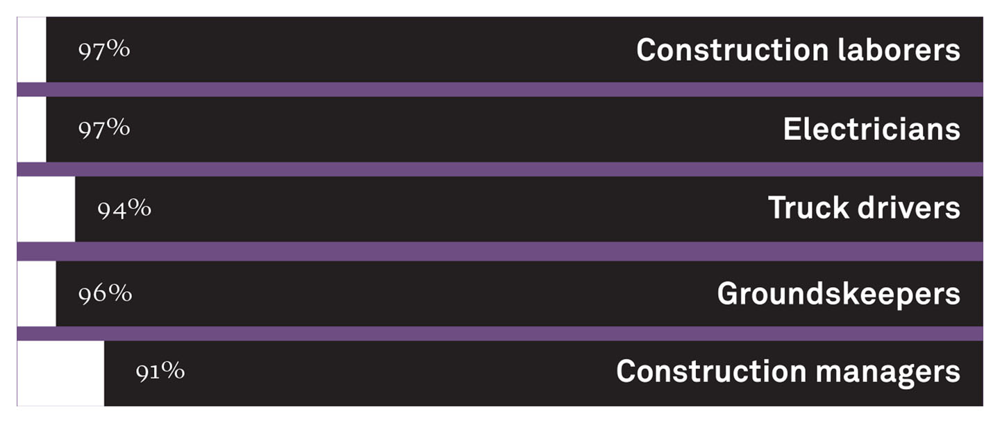 97% Construction laborers
97% Electricians
94% Truck drivers
96% Groundskeepers
91% Construction managers